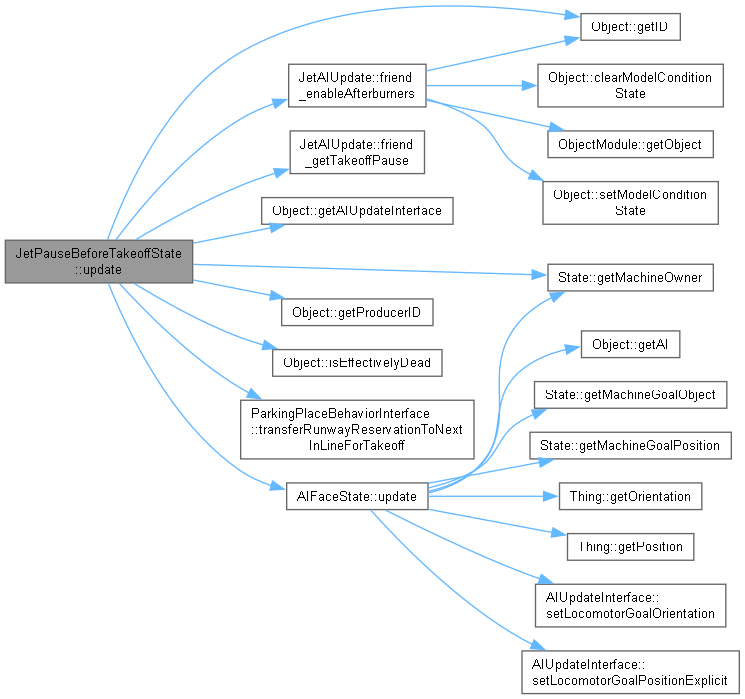 JetPauseBeforeTakeoffState
::update
Object::getID
JetAIUpdate::friend
_enableAfterburners
Object::clearModelCondition
State
ObjectModule::getObject
JetAIUpdate::friend
_getTakeoffPause
Object::setModelCondition
State
Object::getAIUpdateInterface
State::getMachineOwner
Object::getProducerID
Object::getAI
Object::isEffectivelyDead
State::getMachineGoalObject
ParkingPlaceBehaviorInterface
::transferRunwayReservationToNext
InLineForTakeoff
State::getMachineGoalPosition
AIFaceState::update
Thing::getOrientation
Thing::getPosition
AIUpdateInterface::
setLocomotorGoalOrientation
AIUpdateInterface::
setLocomotorGoalPositionExplicit